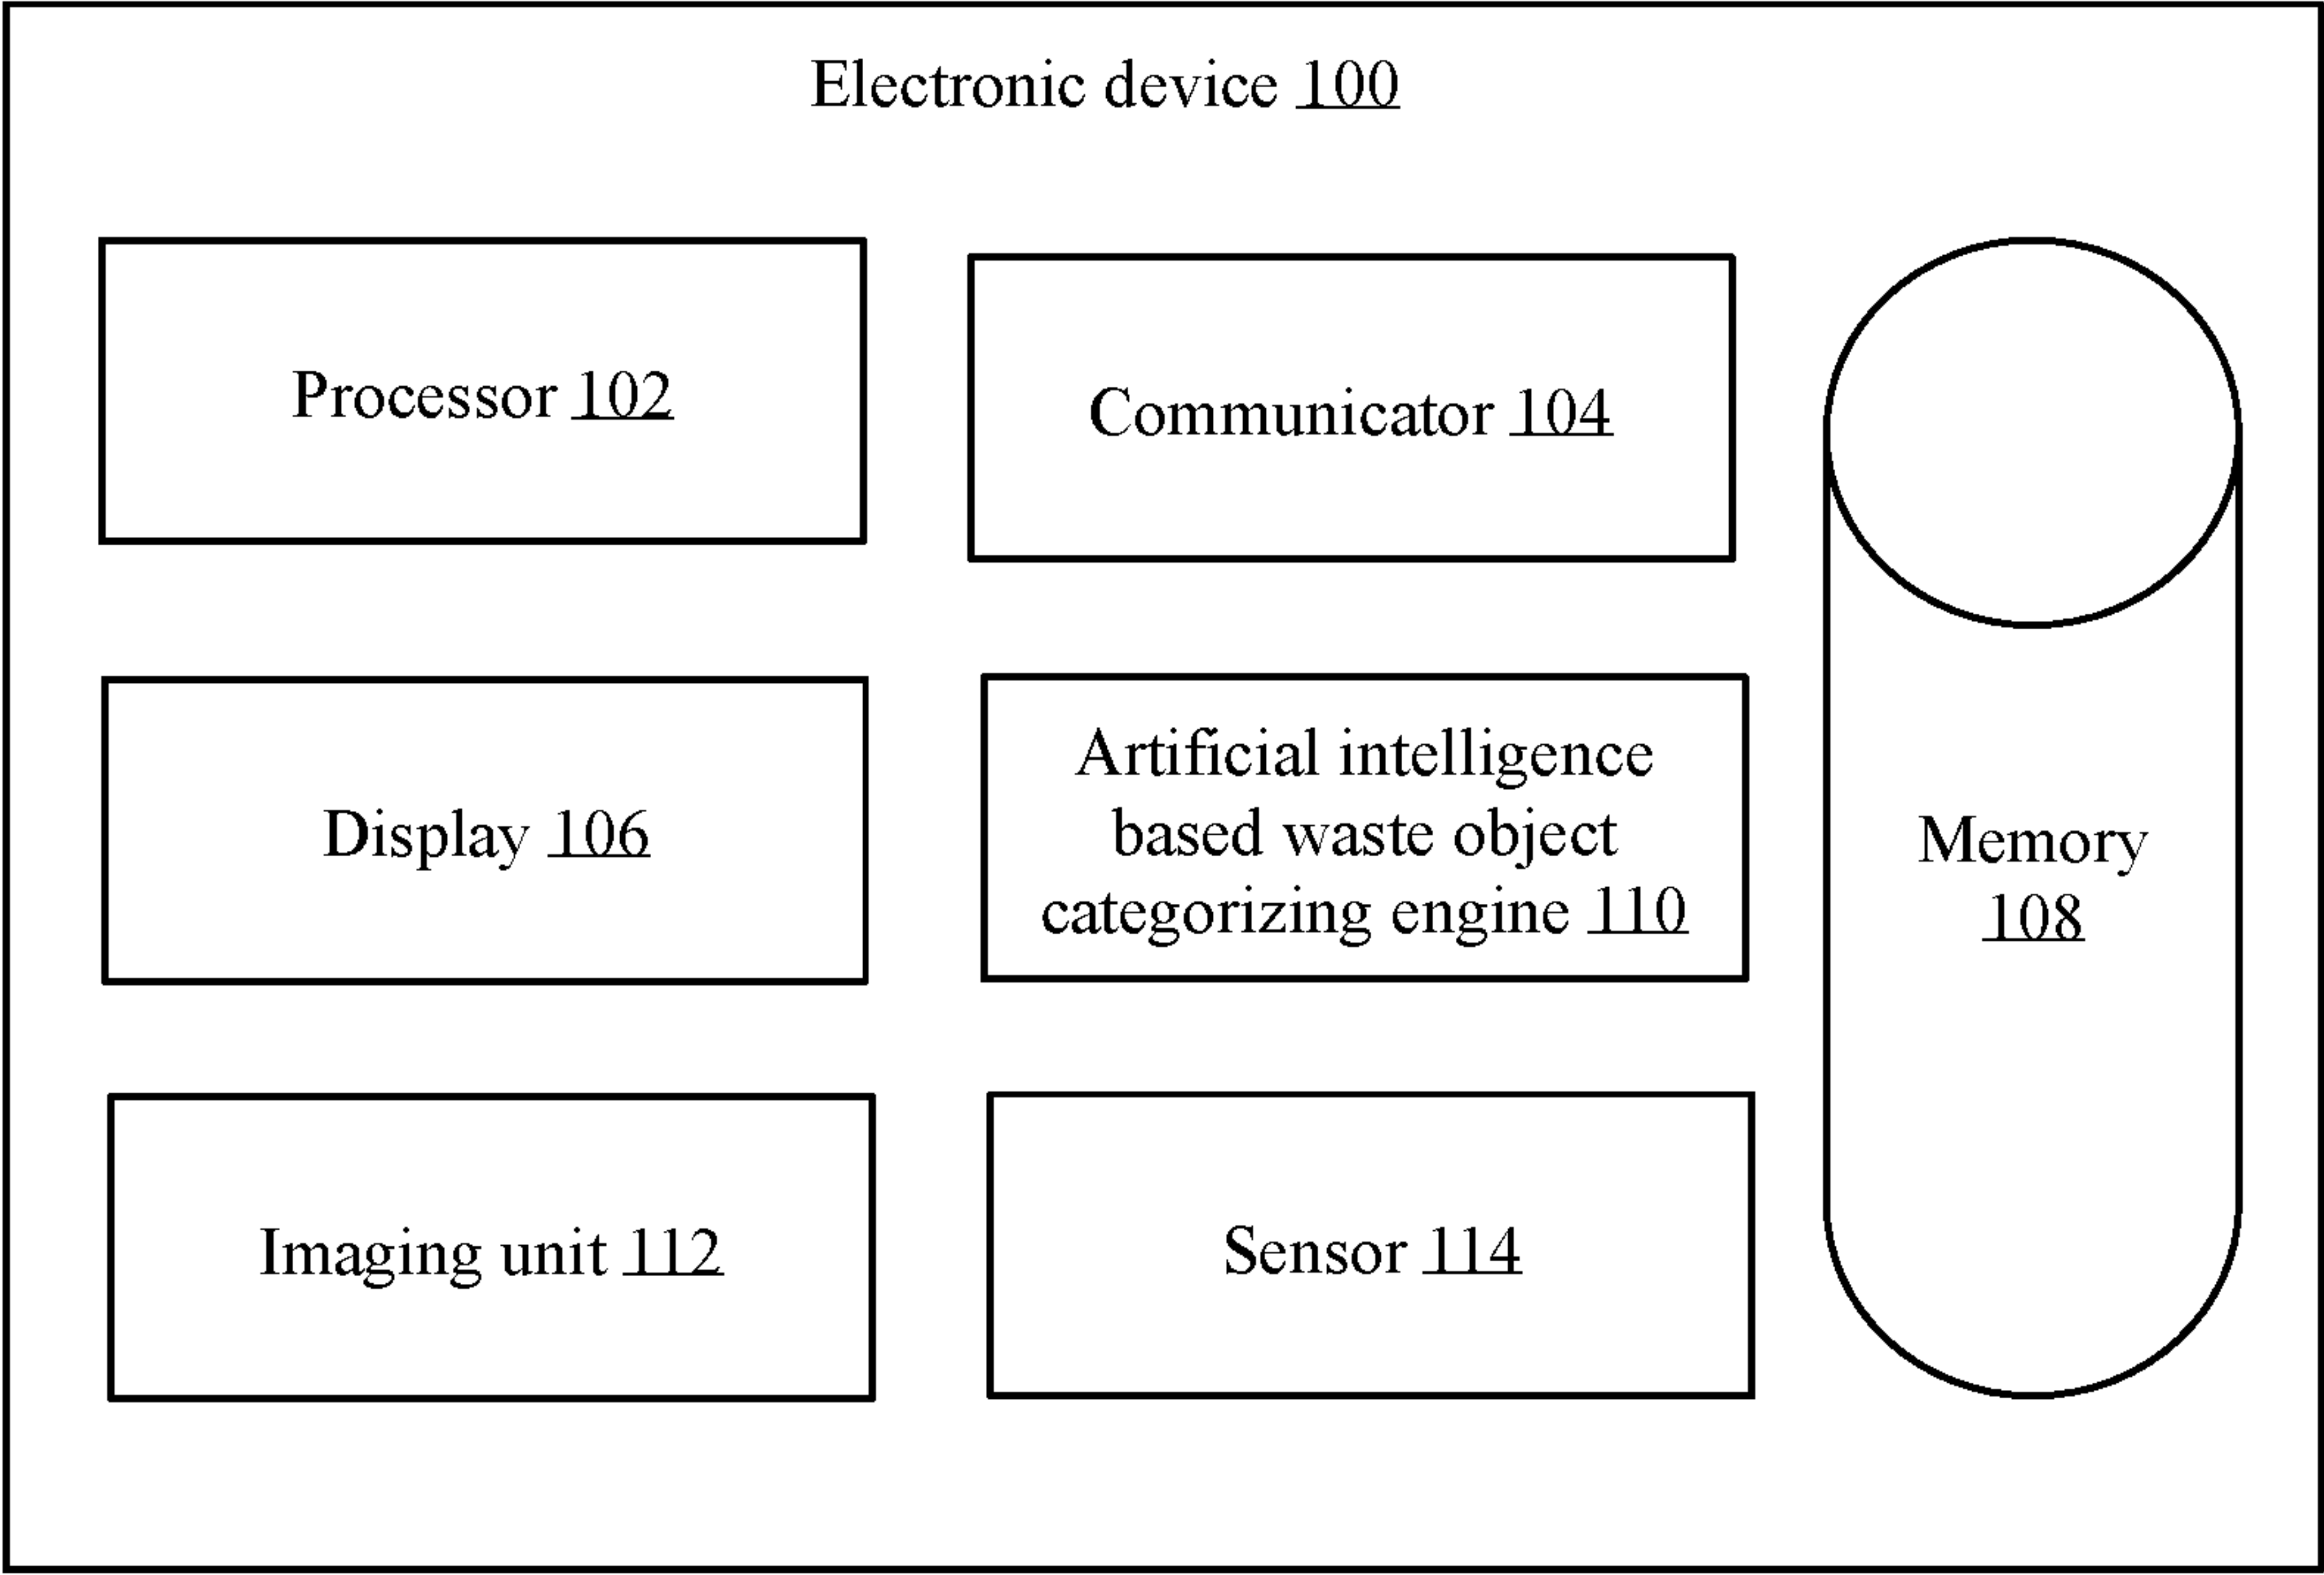 Electronic device 100
Processor 102
Communicator 104
Display 106
Artificial intelligence
based waste object
categorizing engine 110
Memory
108
Imaging unit 112
Sensor 114